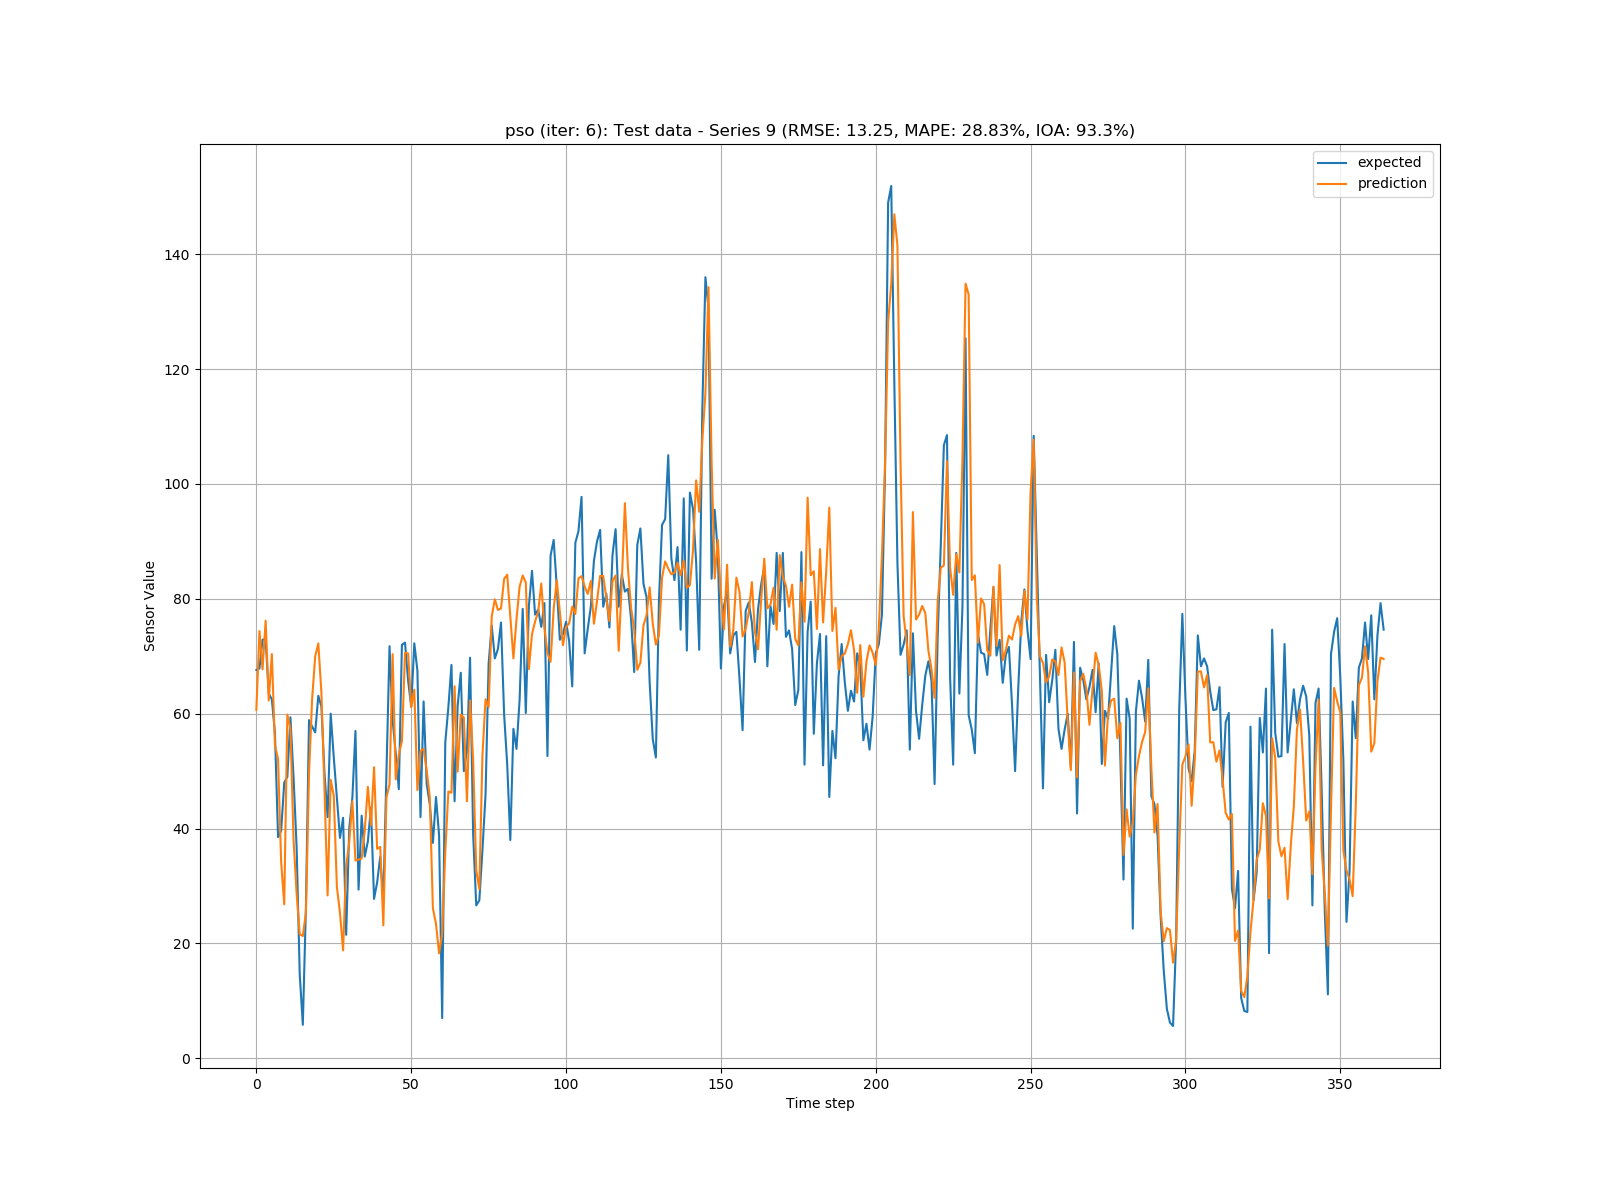 pso (iter: 6): Test data - Series 9 (RMSE: 13.25, MAPE: 28.83%, IOA: 93.3%)
expected
prediction
140
120
100
80
60
40
20
0
Sensor Value
0 50 100 150 200 250 300 350
Time step